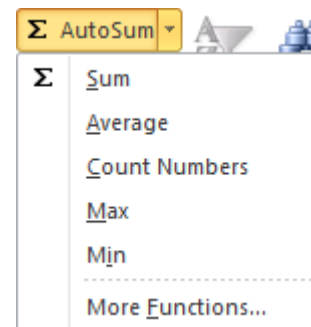 Σ AutoSum
Σ Sum
Average
Count Numbers
Max
Min
More Functions...